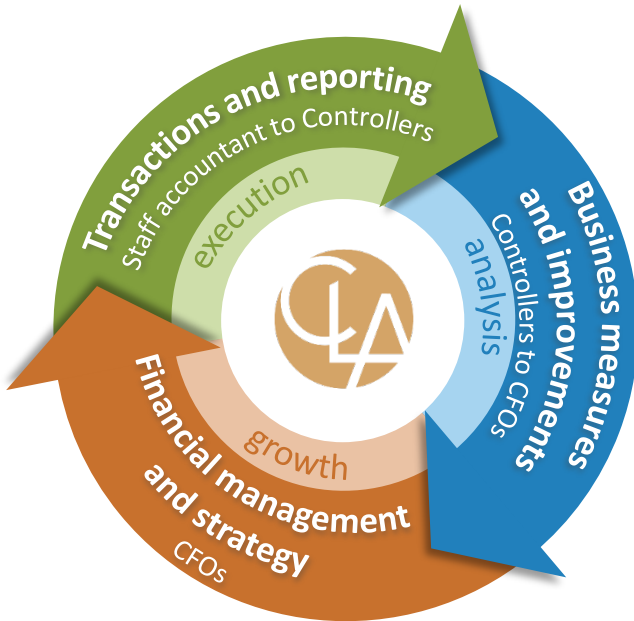 Transactions and reporting
Staff accountant to Controllers
execution
Business measures
and improvements
Controllers to CFOs
analysis
Financial management
and strategy
CFOs
growth
CLA